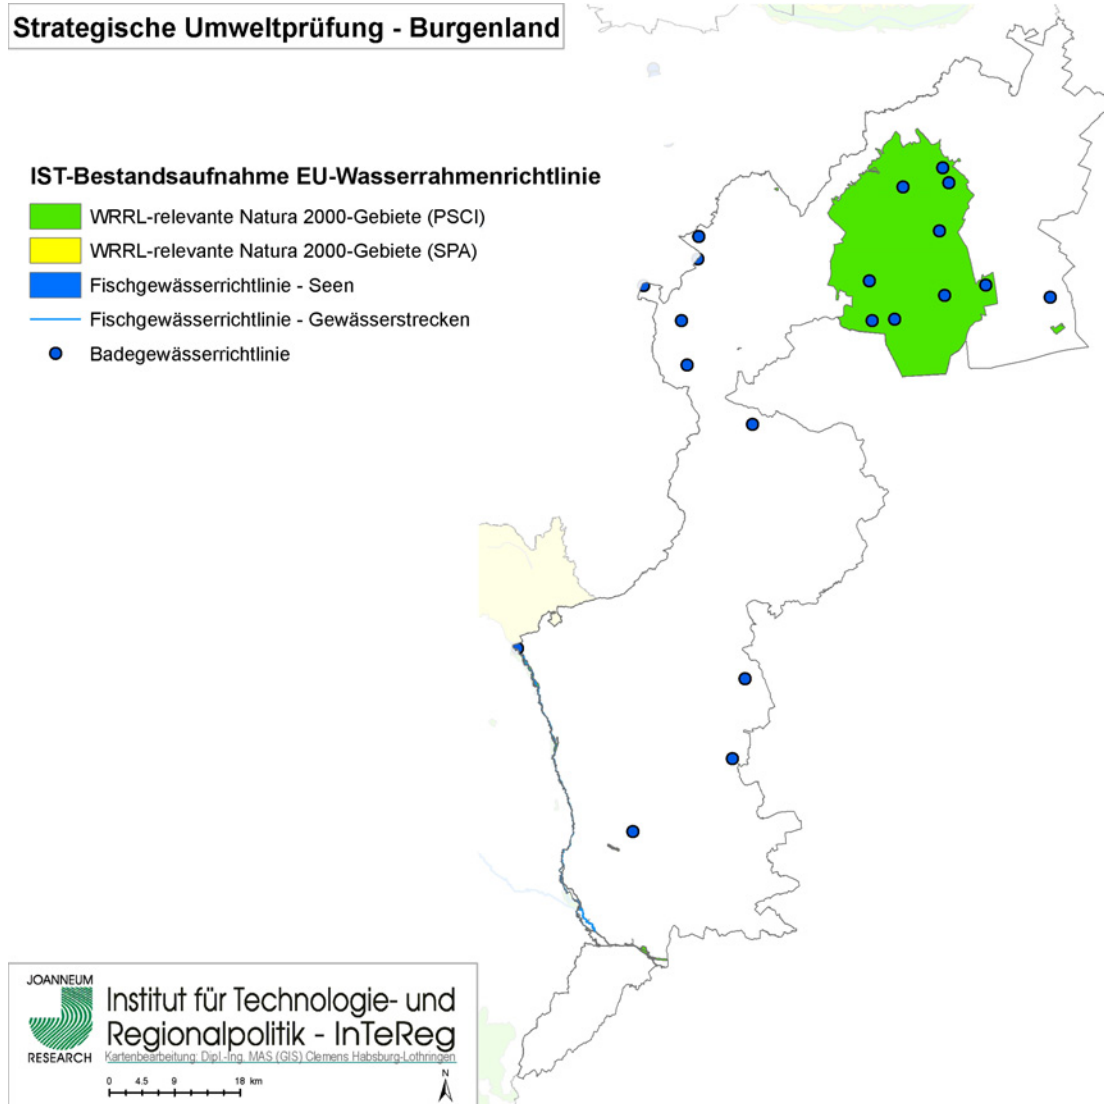 Strategische Umweltprüfung - Burgenland
IST-Bestandsaufnahme EU-Wasserrahmenrichtlinie
WRRL-relevante Natura 2000-Gebiete (PSCI)
WRRL-relevante Natura 2000-Gebiete (SPA)
Fischgewässerrichtlinie - Seen
Fischgewässerrichtlinie - Gewässerstrecken
Badegewässerrichtlinie
JOANNEUM
RESEARCH
Institut für Technologie- und
Regionalpolitik - InTeReg
Kartenbearbeitung: Dipl.-Ing. MAS (GIS) Clemens Habsburg-Lothringen
0 4.5 9 18 km
N